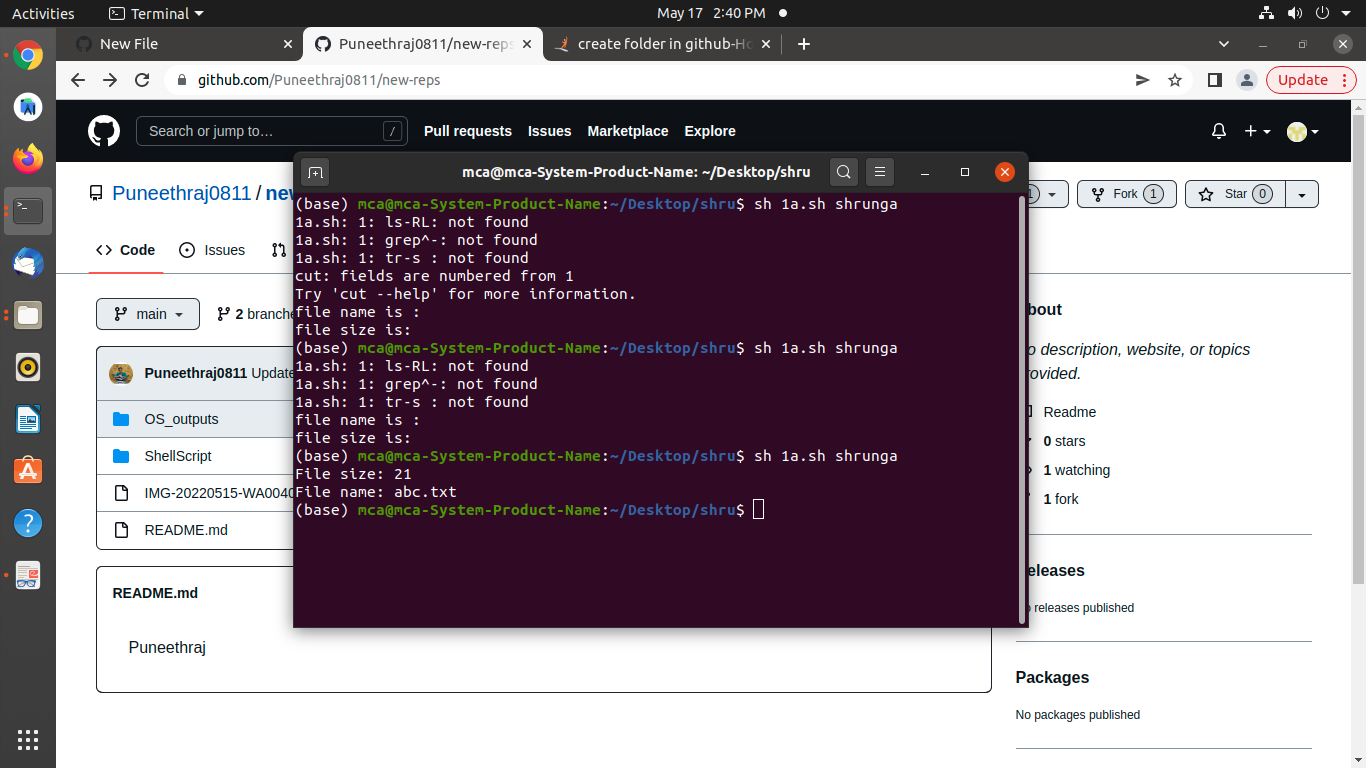 Activities
Terminal
May 17 2:40 PM
New File
Puneethraj0811/new-reps
create folder in github-Ho
github.com/Puneethraj0811/new-reps
Update
Search or jump to…
/
Pull requests
Issues
Marketplace
Explore
Puneethraj0811 / new
1
Fork 1
Star 0
Code
Issues
mca@mca-System-Product-Name: ~/Desktop/shru
(base) mca@mca-System-Product-Name:~/Desktop/shru$ sh 1a.sh shrunga
1a.sh: 1: ls-RL: not found
1a.sh: 1: grep^-: not found
1a.sh: 1: tr-s : not found
cut: fields are numbered from 1
Try 'cut --help' for more information.
file name is :
file size is:
(base) mca@mca-System-Product-Name:~/Desktop/shru$ sh 1a.sh shrunga
1a.sh: 1: ls-RL: not found
1a.sh: 1: grep^-: not found
1a.sh: 1: tr-s : not found
file name is :
file size is:
(base) mca@mca-System-Product-Name:~/Desktop/shru$ sh 1a.sh shrunga
File size: 21
File name: abc.txt
(base) mca@mca-System-Product-Name:~/Desktop/shru$
main
2 branche
Puneethraj0811 Update
OS_outputs
ShellScript
IMG-20220515-WA0040
README.md
README.md
Puneethraj
bout
o description, website, or topics
rovided.
Readme
0 stars
1 watching
1 fork
eleases
o releases published
Packages
No packages published